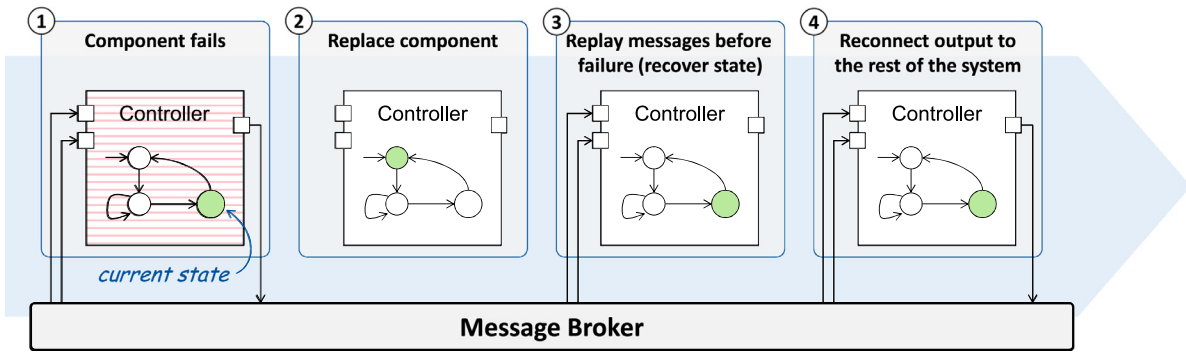 1
Component fails
Controller
current state
2
Replace component
Controller
3
Replay messages before
failure (recover state)
Controller
4
Reconnect output to
the rest of the system
Controller
Message Broker